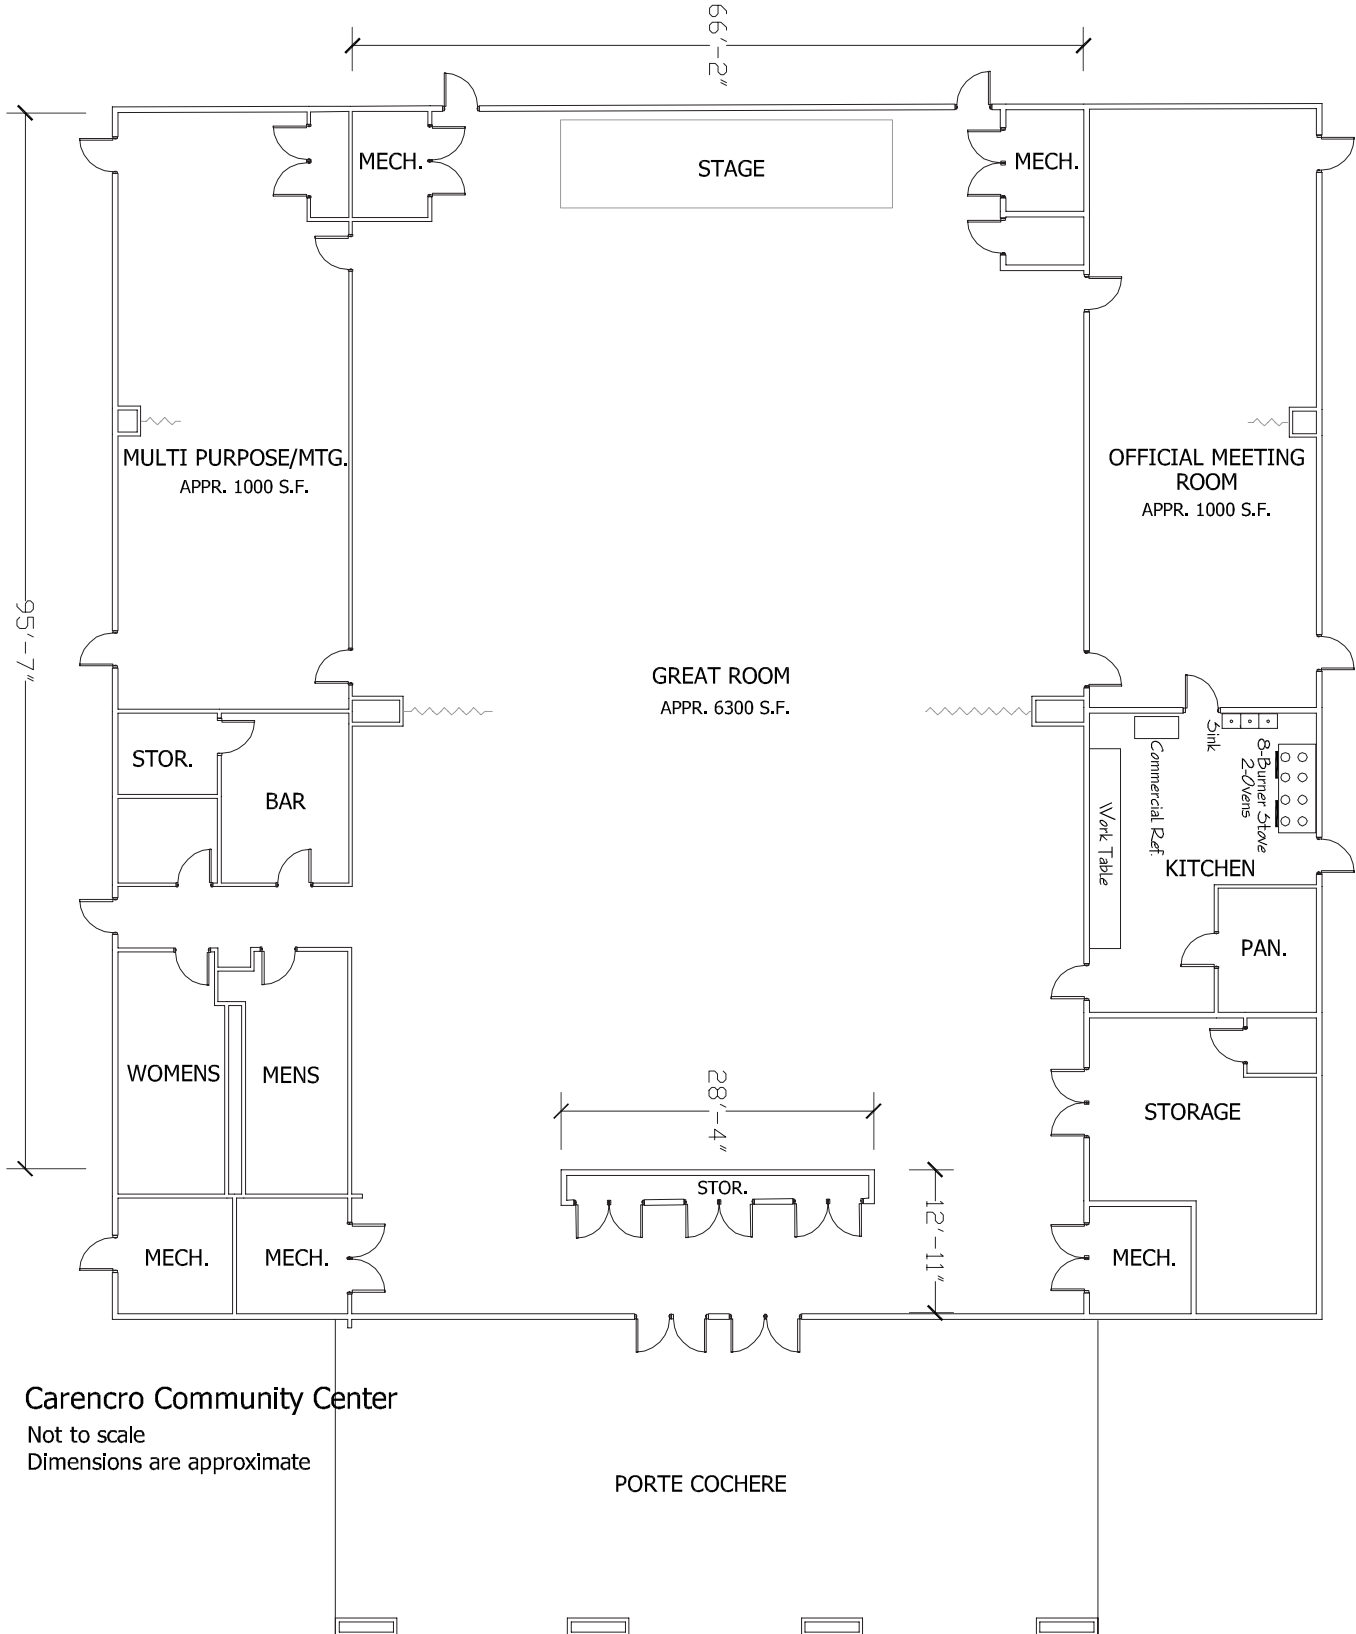 66'-2"
MECH.
STAGE
MECH.
MULTI PURPOSE/MTG.
APPR. 1000 S.F.
OFFICIAL MEETING
ROOM
APPR. 1000 S.F.
95'-7"
GREAT ROOM
APPR. 6300 S.F.
STOR.
BAR
Sink
Commercial Ref.
8-Burner Stove
2-Ovens
Work Table
KITCHEN
PAN.
WOMENS
MENS
28'-4"
STORAGE
STOR.
12'-11"
MECH.
MECH.
MECH.
Carencro Community Center
Not to scale
Dimensions are approximate
PORTE COCHERE